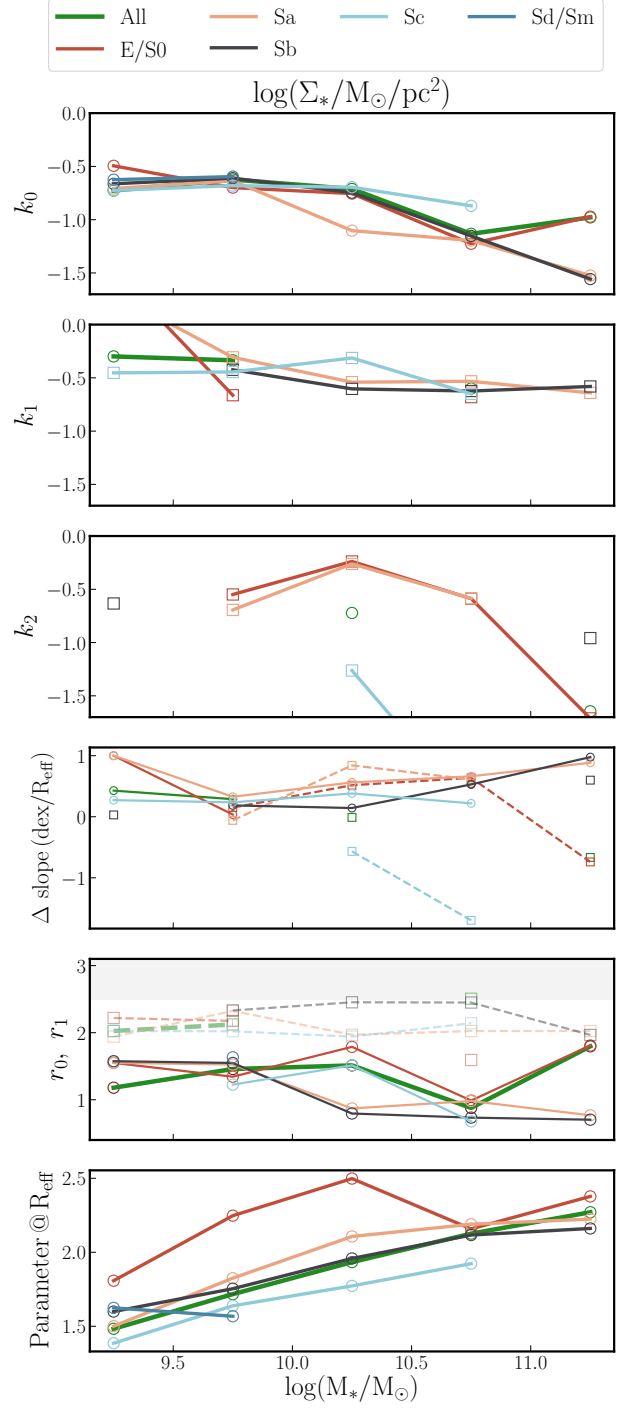 All Sa Sc Sd/Sm
E/S0 Sb
log(Σ*/M⊙/pc²)
0.0
−0.5
−1.0
−1.5
k₀
0.0
−0.5
−1.0
−1.5
k₁
0.0
−0.5
−1.0
−1.5
k₂
1
0
−1
Δ slope (dex/R_eff)
3
2
1
r₀, r₁
2.5
2.0
1.5
Parameter @ R_eff
9.5 10.0 10.5 11.0
log(M*/M⊙)